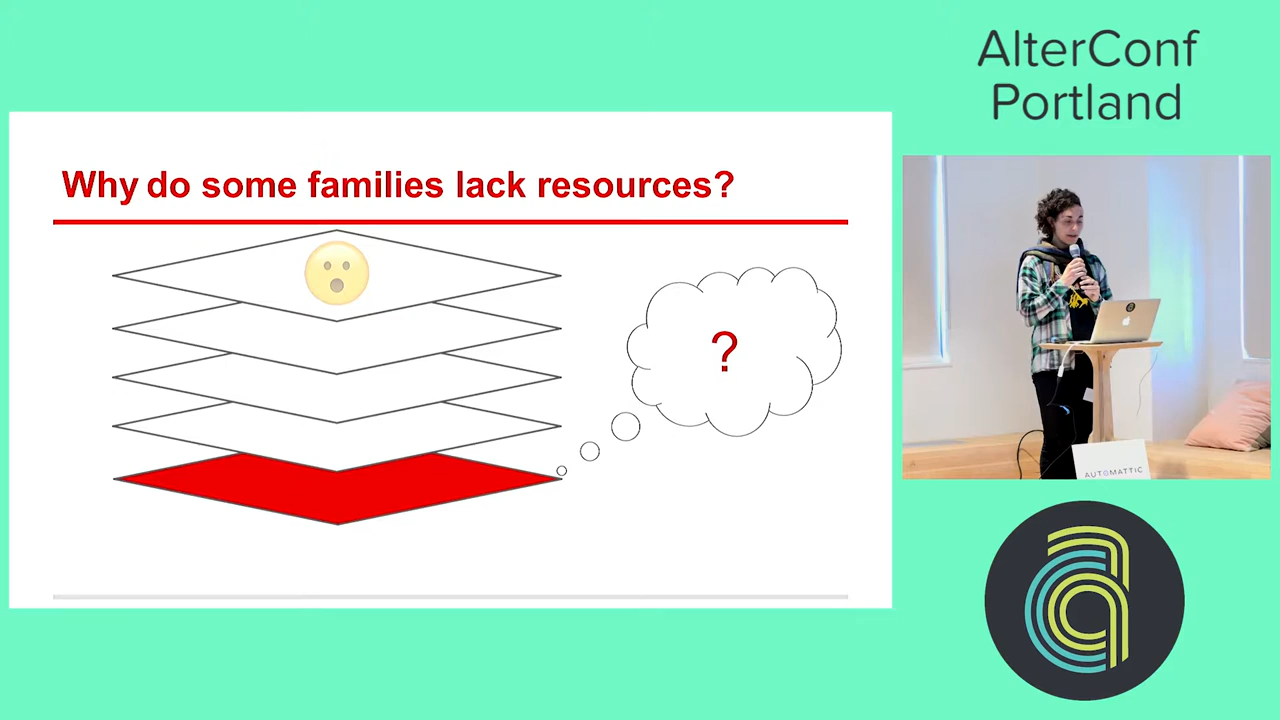 AlterConf
Portland
Why do some families lack resources?
?
AUTOMATTIC